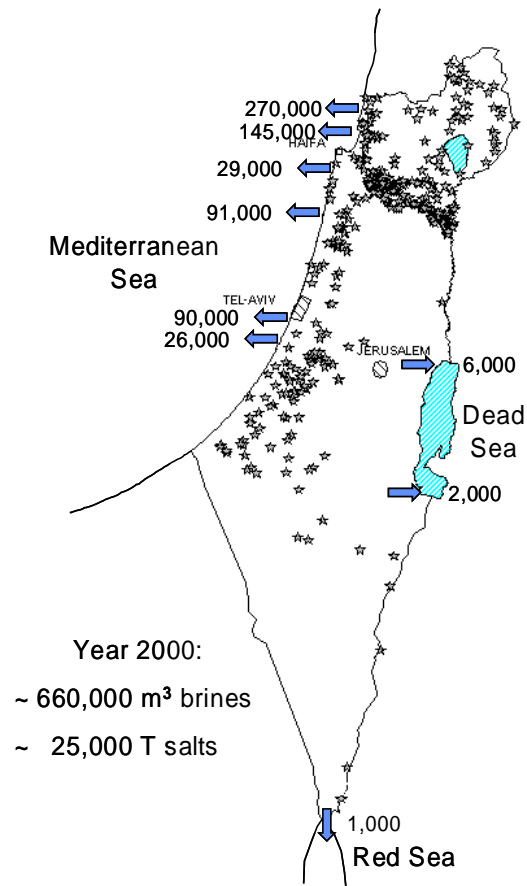 270,000
145,000
HAIFA
29,000
91,000
Mediterranean
Sea
TEL-AVIV
90,000
26,000
JERUSALEM
6,000
Dead
Sea
2,000
Year 2000:
~ 660,000 m³ brines
~ 25,000 T salts
1,000
Red Sea